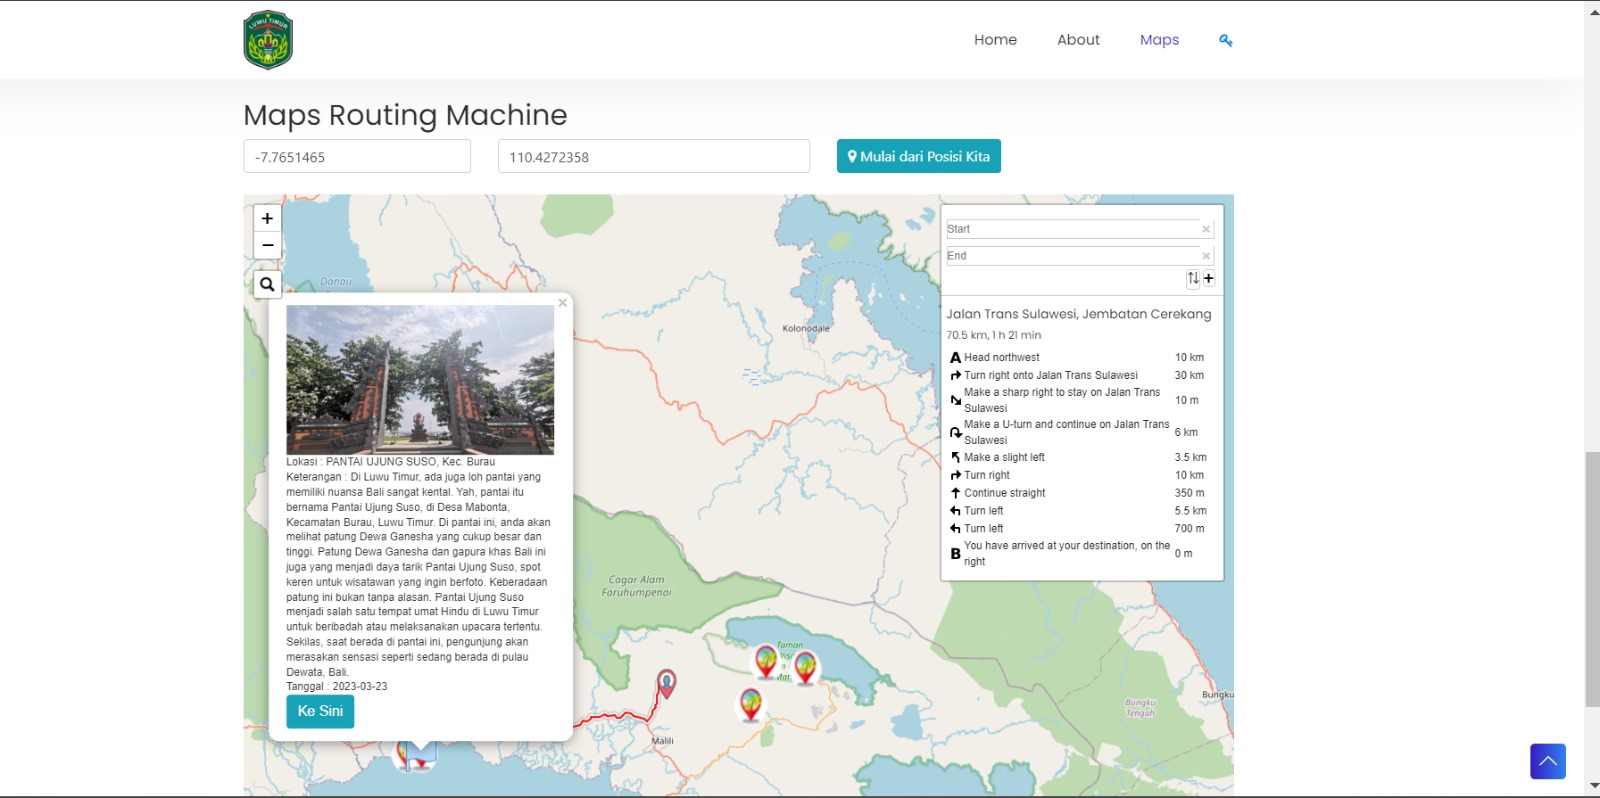 LUWU TIMUR
Home
About
Maps
Maps Routing Machine
-7.7651465
110.4272358
Mulai dari Posisi Kita
+
−
Danau
Kolonodale
Cagar Alam
Faruhumpenai
Taman
Malili
Bungku
Tengah
Bungku
×
Lokasi : PANTAI UJUNG SUSO, Kec. Burau
Keterangan : Di Luwu Timur, ada juga loh pantai yang
memiliki nuansa Bali sangat kental. Yah, pantai itu
bernama Pantai Ujung Suso, di Desa Mabonta,
Kecamatan Burau, Luwu Timur. Di pantai ini, anda akan
melihat patung Dewa Ganesha yang cukup besar dan
tinggi. Patung Dewa Ganesha dan gapura khas Bali ini
juga yang menjadi daya tarik Pantai Ujung Suso, spot
keren untuk wisatawan yang ingin berfoto. Keberadaan
patung ini bukan tanpa alasan. Pantai Ujung Suso
menjadi salah satu tempat umat Hindu di Luwu Timur
untuk beribadah atau melaksanakan upacara tertentu.
Sekilas, saat berada di pantai ini, pengunjung akan
merasakan sensasi seperti sedang berada di pulau
Dewata, Bali.
Tanggal : 2023-03-23
Ke Sini
Start ×
End ×
+
Jalan Trans Sulawesi, Jembatan Cerekang
70.5 km, 1 h 21 min
A Head northwest 10 km
Turn right onto Jalan Trans Sulawesi 30 km
Make a sharp right to stay on Jalan Trans
Sulawesi 10 m
Make a U-turn and continue on Jalan Trans
Sulawesi 6 km
Make a slight left 3.5 km
Turn right 10 km
Continue straight 350 m
Turn left 5.5 km
Turn left 700 m
B You have arrived at your destination, on the
right 0 m